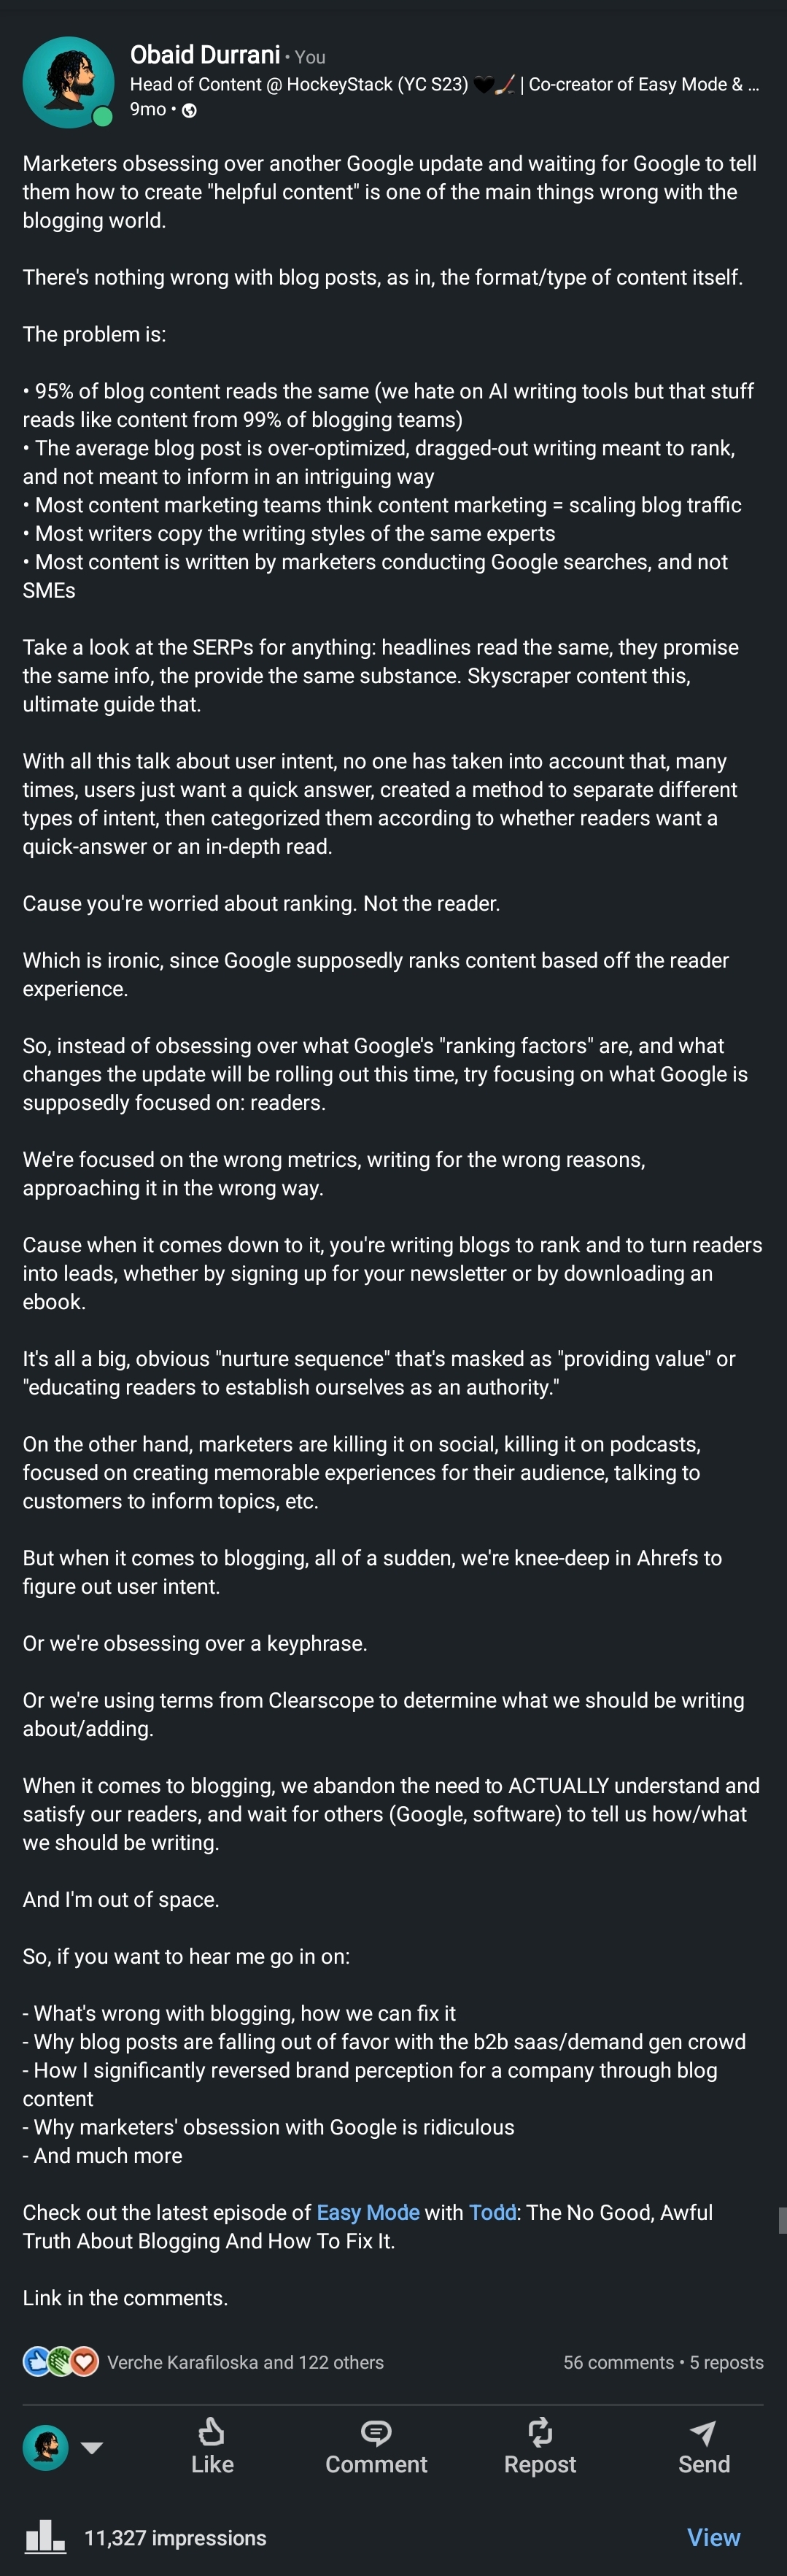 Obaid Durrani • You
Head of Content @ HockeyStack (YC S23) 🖤🏒 | Co-creator of Easy Mode & ...
9mo •
Marketers obsessing over another Google update and waiting for Google to tell
them how to create "helpful content" is one of the main things wrong with the
blogging world.
There's nothing wrong with blog posts, as in, the format/type of content itself.
The problem is:
• 95% of blog content reads the same (we hate on AI writing tools but that stuff
reads like content from 99% of blogging teams)
• The average blog post is over-optimized, dragged-out writing meant to rank,
and not meant to inform in an intriguing way
• Most content marketing teams think content marketing = scaling blog traffic
• Most writers copy the writing styles of the same experts
• Most content is written by marketers conducting Google searches, and not
SMEs
Take a look at the SERPs for anything: headlines read the same, they promise
the same info, the provide the same substance. Skyscraper content this,
ultimate guide that.
With all this talk about user intent, no one has taken into account that, many
times, users just want a quick answer, created a method to separate different
types of intent, then categorized them according to whether readers want a
quick-answer or an in-depth read.
Cause you're worried about ranking. Not the reader.
Which is ironic, since Google supposedly ranks content based off the reader
experience.
So, instead of obsessing over what Google's "ranking factors" are, and what
changes the update will be rolling out this time, try focusing on what Google is
supposedly focused on: readers.
We're focused on the wrong metrics, writing for the wrong reasons,
approaching it in the wrong way.
Cause when it comes down to it, you're writing blogs to rank and to turn readers
into leads, whether by signing up for your newsletter or by downloading an
ebook.
It's all a big, obvious "nurture sequence" that's masked as "providing value" or
"educating readers to establish ourselves as an authority."
On the other hand, marketers are killing it on social, killing it on podcasts,
focused on creating memorable experiences for their audience, talking to
customers to inform topics, etc.
But when it comes to blogging, all of a sudden, we're knee-deep in Ahrefs to
figure out user intent.
Or we're obsessing over a keyphrase.
Or we're using terms from Clearscope to determine what we should be writing
about/adding.
When it comes to blogging, we abandon the need to ACTUALLY understand and
satisfy our readers, and wait for others (Google, software) to tell us how/what
we should be writing.
And I'm out of space.
So, if you want to hear me go in on:
- What's wrong with blogging, how we can fix it
- Why blog posts are falling out of favor with the b2b saas/demand gen crowd
- How I significantly reversed brand perception for a company through blog
content
- Why marketers' obsession with Google is ridiculous
- And much more
Check out the latest episode of Easy Mode with Todd: The No Good, Awful
Truth About Blogging And How To Fix It.
Link in the comments.
Verche Karafiloska and 122 others
56 comments • 5 reposts
Like
Comment
Repost
Send
11,327 impressions
View